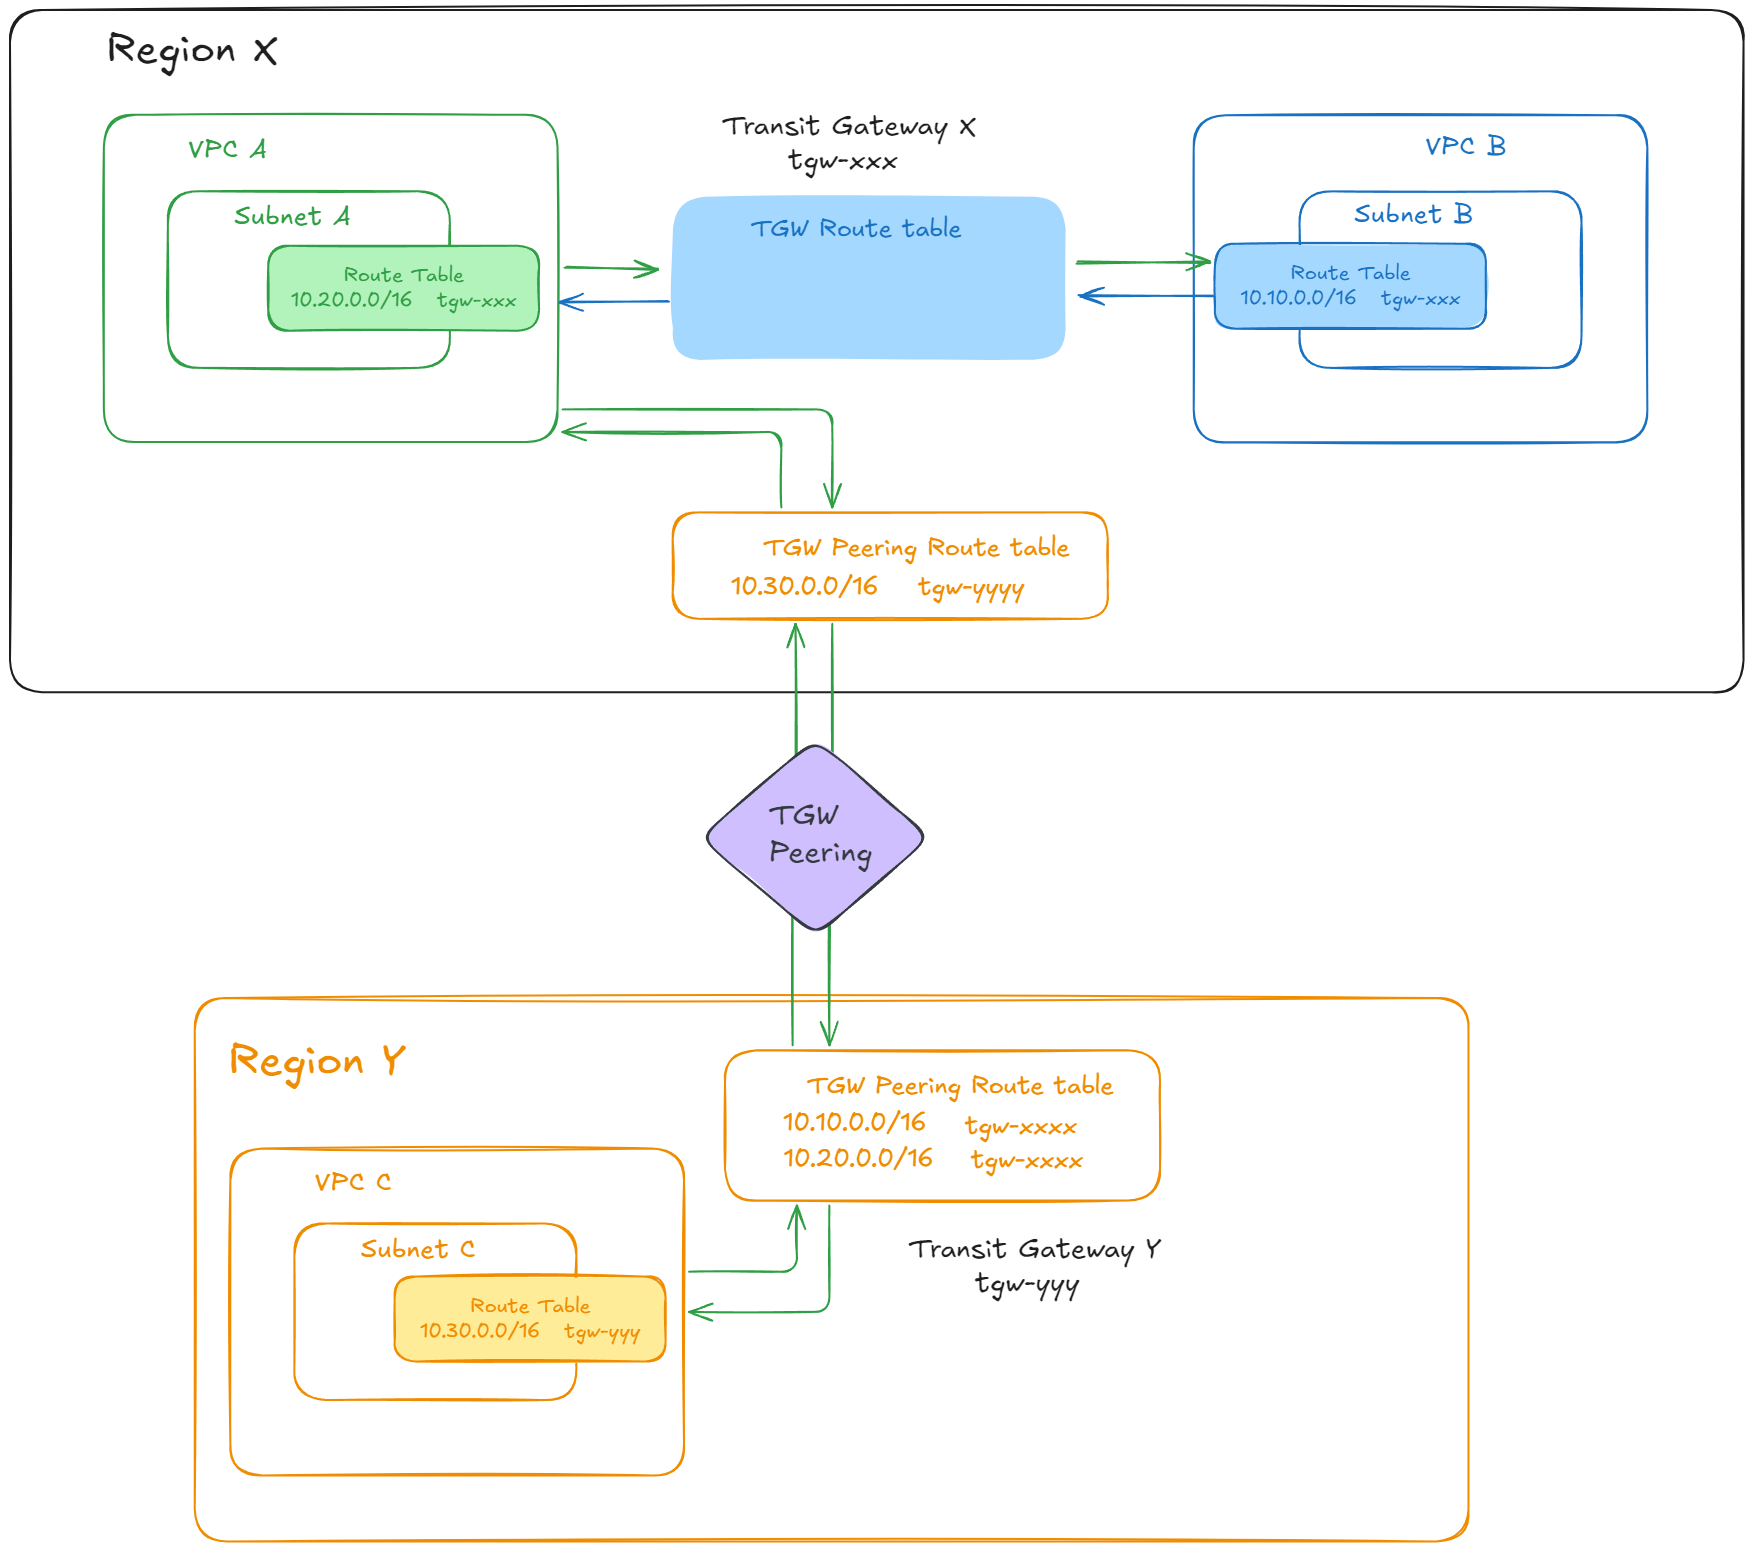 Region X
VPC A
Subnet A
Route Table
10.20.0.0/16 tgw-xxx
Transit Gateway X
tgw-xxx
TGW Route table
VPC B
Subnet B
Route Table
10.10.0.0/16 tgw-xxx
TGW Peering Route table
10.30.0.0/16 tgw-yyyy
TGW
Peering
Region Y
TGW Peering Route table
10.10.0.0/16 tgw-xxxx
10.20.0.0/16 tgw-xxxx
VPC C
Subnet C
Route Table
10.30.0.0/16 tgw-yyy
Transit Gateway Y
tgw-yyy